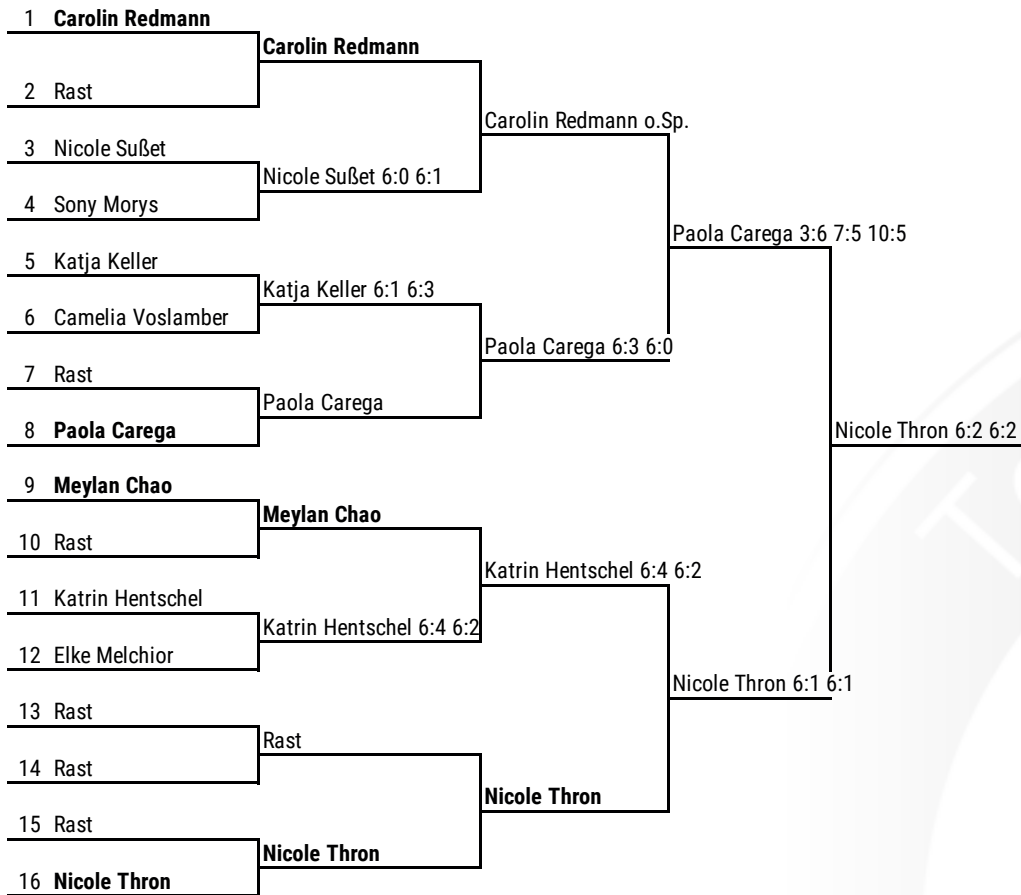 1 Carolin Redmann
Carolin Redmann
2 Rast
Carolin Redmann o.Sp.
3 Nicole Sußet
Nicole Sußet 6:0 6:1
4 Sony Morys
Paola Carega 3:6 7:5 10:5
5 Katja Keller
Katja Keller 6:1 6:3
6 Camelia Voslamber
Paola Carega 6:3 6:0
7 Rast
Paola Carega
8 Paola Carega
Nicole Thron 6:2 6:2
9 Meylan Chao
Meylan Chao
10 Rast
Katrin Hentschel 6:4 6:2
11 Katrin Hentschel
Katrin Hentschel 6:4 6:2
12 Elke Melchior
Nicole Thron 6:1 6:1
13 Rast
Rast
14 Rast
Nicole Thron
15 Rast
Nicole Thron
16 Nicole Thron